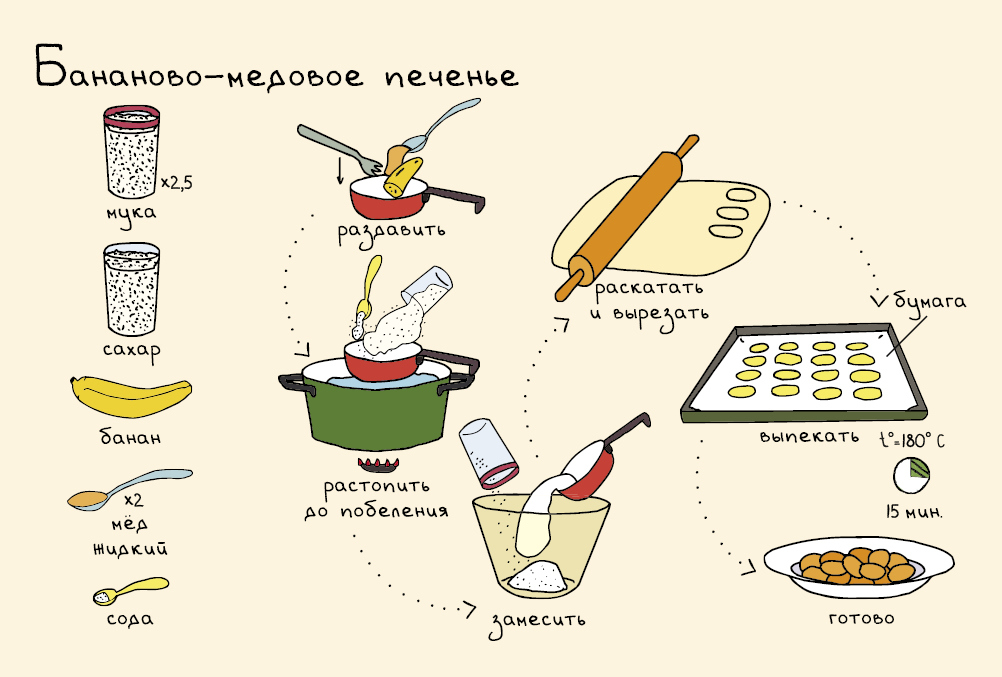 Бананово-медовое печенье
x2,5
мука
сахар
банан
x2
мёд
жидкий
сода
раздавить
растопить
до побеления
замесить
раскатать
и вырезать
бумага
выпекать t°=180° C
15 мин.
готово